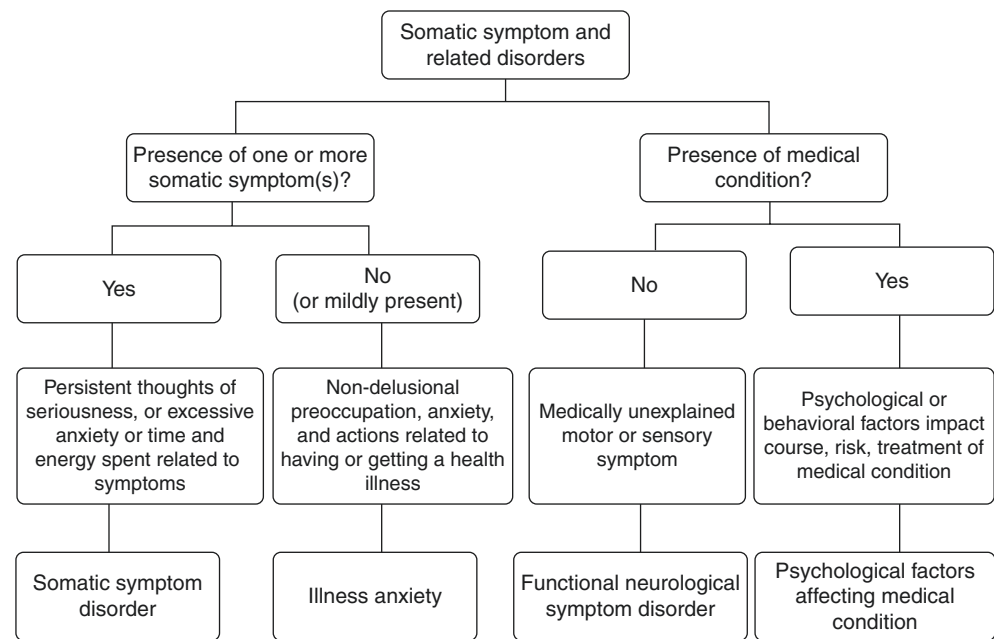 Somatic symptom and
related disorders
Presence of one or more
somatic symptom(s)?
Presence of medical
condition?
Yes
No
(or mildly present)
No
Yes
Persistent thoughts of
seriousness, or excessive
anxiety or time and
energy spent related to
symptoms
Non-delusional
preoccupation, anxiety,
and actions related to
having or getting a health
illness
Medically unexplained
motor or sensory
symptom
Psychological or
behavioral factors impact
course, risk, treatment of
medical condition
Somatic symptom
disorder
Illness anxiety
Functional neurological
symptom disorder
Psychological factors
affecting medical
condition